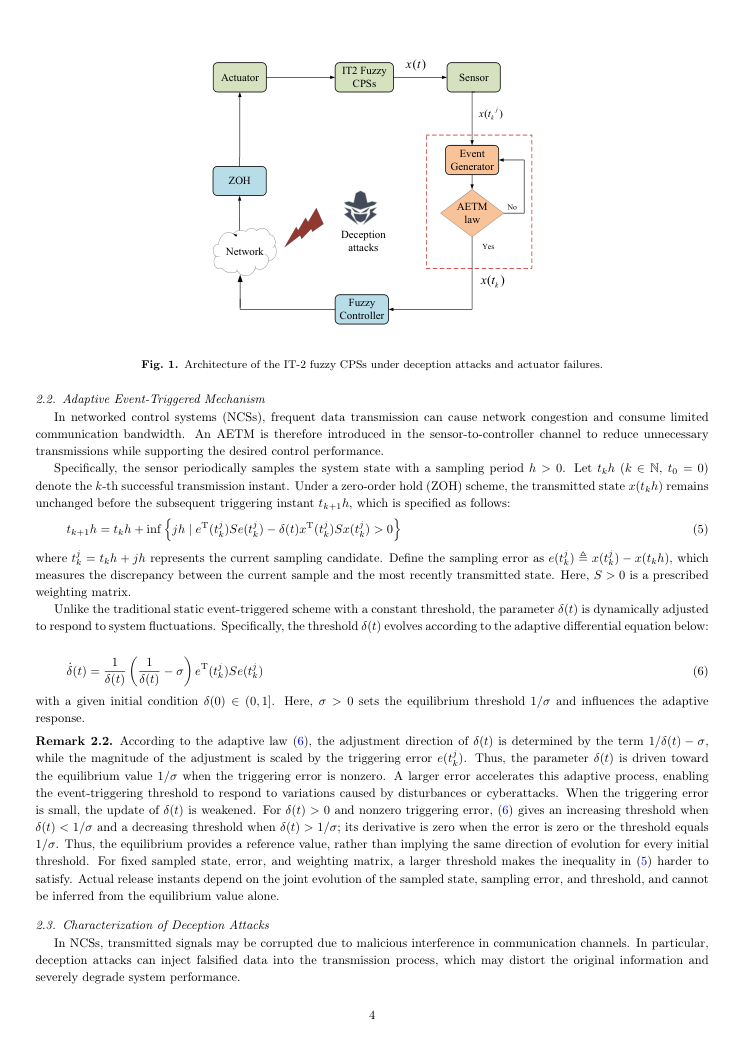 Actuator
IT2 Fuzzy
CPSs
x(t)
Sensor
x(t_k^j)
Event
Generator
ZOH
AETM
law
No
Deception
attacks
Network
Yes
x(t_k)
Fuzzy
Controller
Fig. 1. Architecture of the IT-2 fuzzy CPSs under deception attacks and actuator failures.
2.2. Adaptive Event-Triggered Mechanism
In networked control systems (NCSs), frequent data transmission can cause network congestion and consume limited
communication bandwidth. An AETM is therefore introduced in the sensor-to-controller channel to reduce unnecessary
transmissions while supporting the desired control performance.
Specifically, the sensor periodically samples the system state with a sampling period h > 0. Let t_k h (k ∈ ℕ, t_0 = 0)
denote the k-th successful transmission instant. Under a zero-order hold (ZOH) scheme, the transmitted state x(t_k h) remains
unchanged before the subsequent triggering instant t_{k+1}h, which is specified as follows:
t_{k+1}h = t_k h + inf { jh | e^T(t_k^j)Se(t_k^j) − δ(t)x^T(t_k^j)Sx(t_k^j) > 0 } (5)
where t_k^j = t_k h + jh represents the current sampling candidate. Define the sampling error as e(t_k^j) ≜ x(t_k^j) − x(t_k h), which
measures the discrepancy between the current sample and the most recently transmitted state. Here, S > 0 is a prescribed
weighting matrix.
Unlike the traditional static event-triggered scheme with a constant threshold, the parameter δ(t) is dynamically adjusted
to respond to system fluctuations. Specifically, the threshold δ(t) evolves according to the adaptive differential equation below:
δ̇(t) = 1/δ(t) (1/δ(t) − σ) e^T(t_k^j)Se(t_k^j) (6)
with a given initial condition δ(0) ∈ (0, 1]. Here, σ > 0 sets the equilibrium threshold 1/σ and influences the adaptive
response.
Remark 2.2. According to the adaptive law (6), the adjustment direction of δ(t) is determined by the term 1/δ(t) − σ,
while the magnitude of the adjustment is scaled by the triggering error e(t_k^j). Thus, the parameter δ(t) is driven toward
the equilibrium value 1/σ when the triggering error is nonzero. A larger error accelerates this adaptive process, enabling
the event-triggering threshold to respond to variations caused by disturbances or cyberattacks. When the triggering error
is small, the update of δ(t) is weakened. For δ(t) > 0 and nonzero triggering error, (6) gives an increasing threshold when
δ(t) < 1/σ and a decreasing threshold when δ(t) > 1/σ; its derivative is zero when the error is zero or the threshold equals
1/σ. Thus, the equilibrium provides a reference value, rather than implying the same direction of evolution for every initial
threshold. For fixed sampled state, error, and weighting matrix, a larger threshold makes the inequality in (5) harder to
satisfy. Actual release instants depend on the joint evolution of the sampled state, sampling error, and threshold, and cannot
be inferred from the equilibrium value alone.
2.3. Characterization of Deception Attacks
In NCSs, transmitted signals may be corrupted due to malicious interference in communication channels. In particular,
deception attacks can inject falsified data into the transmission process, which may distort the original information and
severely degrade system performance.
4